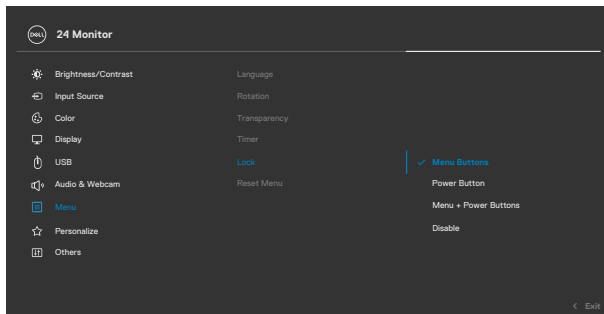 DELL
24 Monitor
Brightness/Contrast
Input Source
Color
Display
USB
Audio & Webcam
Menu
Personalize
Others
Language
Rotation
Transparency
Timer
Lock
Reset Menu
Menu Buttons
Power Button
Menu + Power Buttons
Disable
Exit